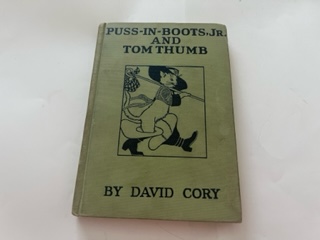 PUSS-IN-BOOTS, JR.
AND
TOM THUMB
BY DAVID CORY